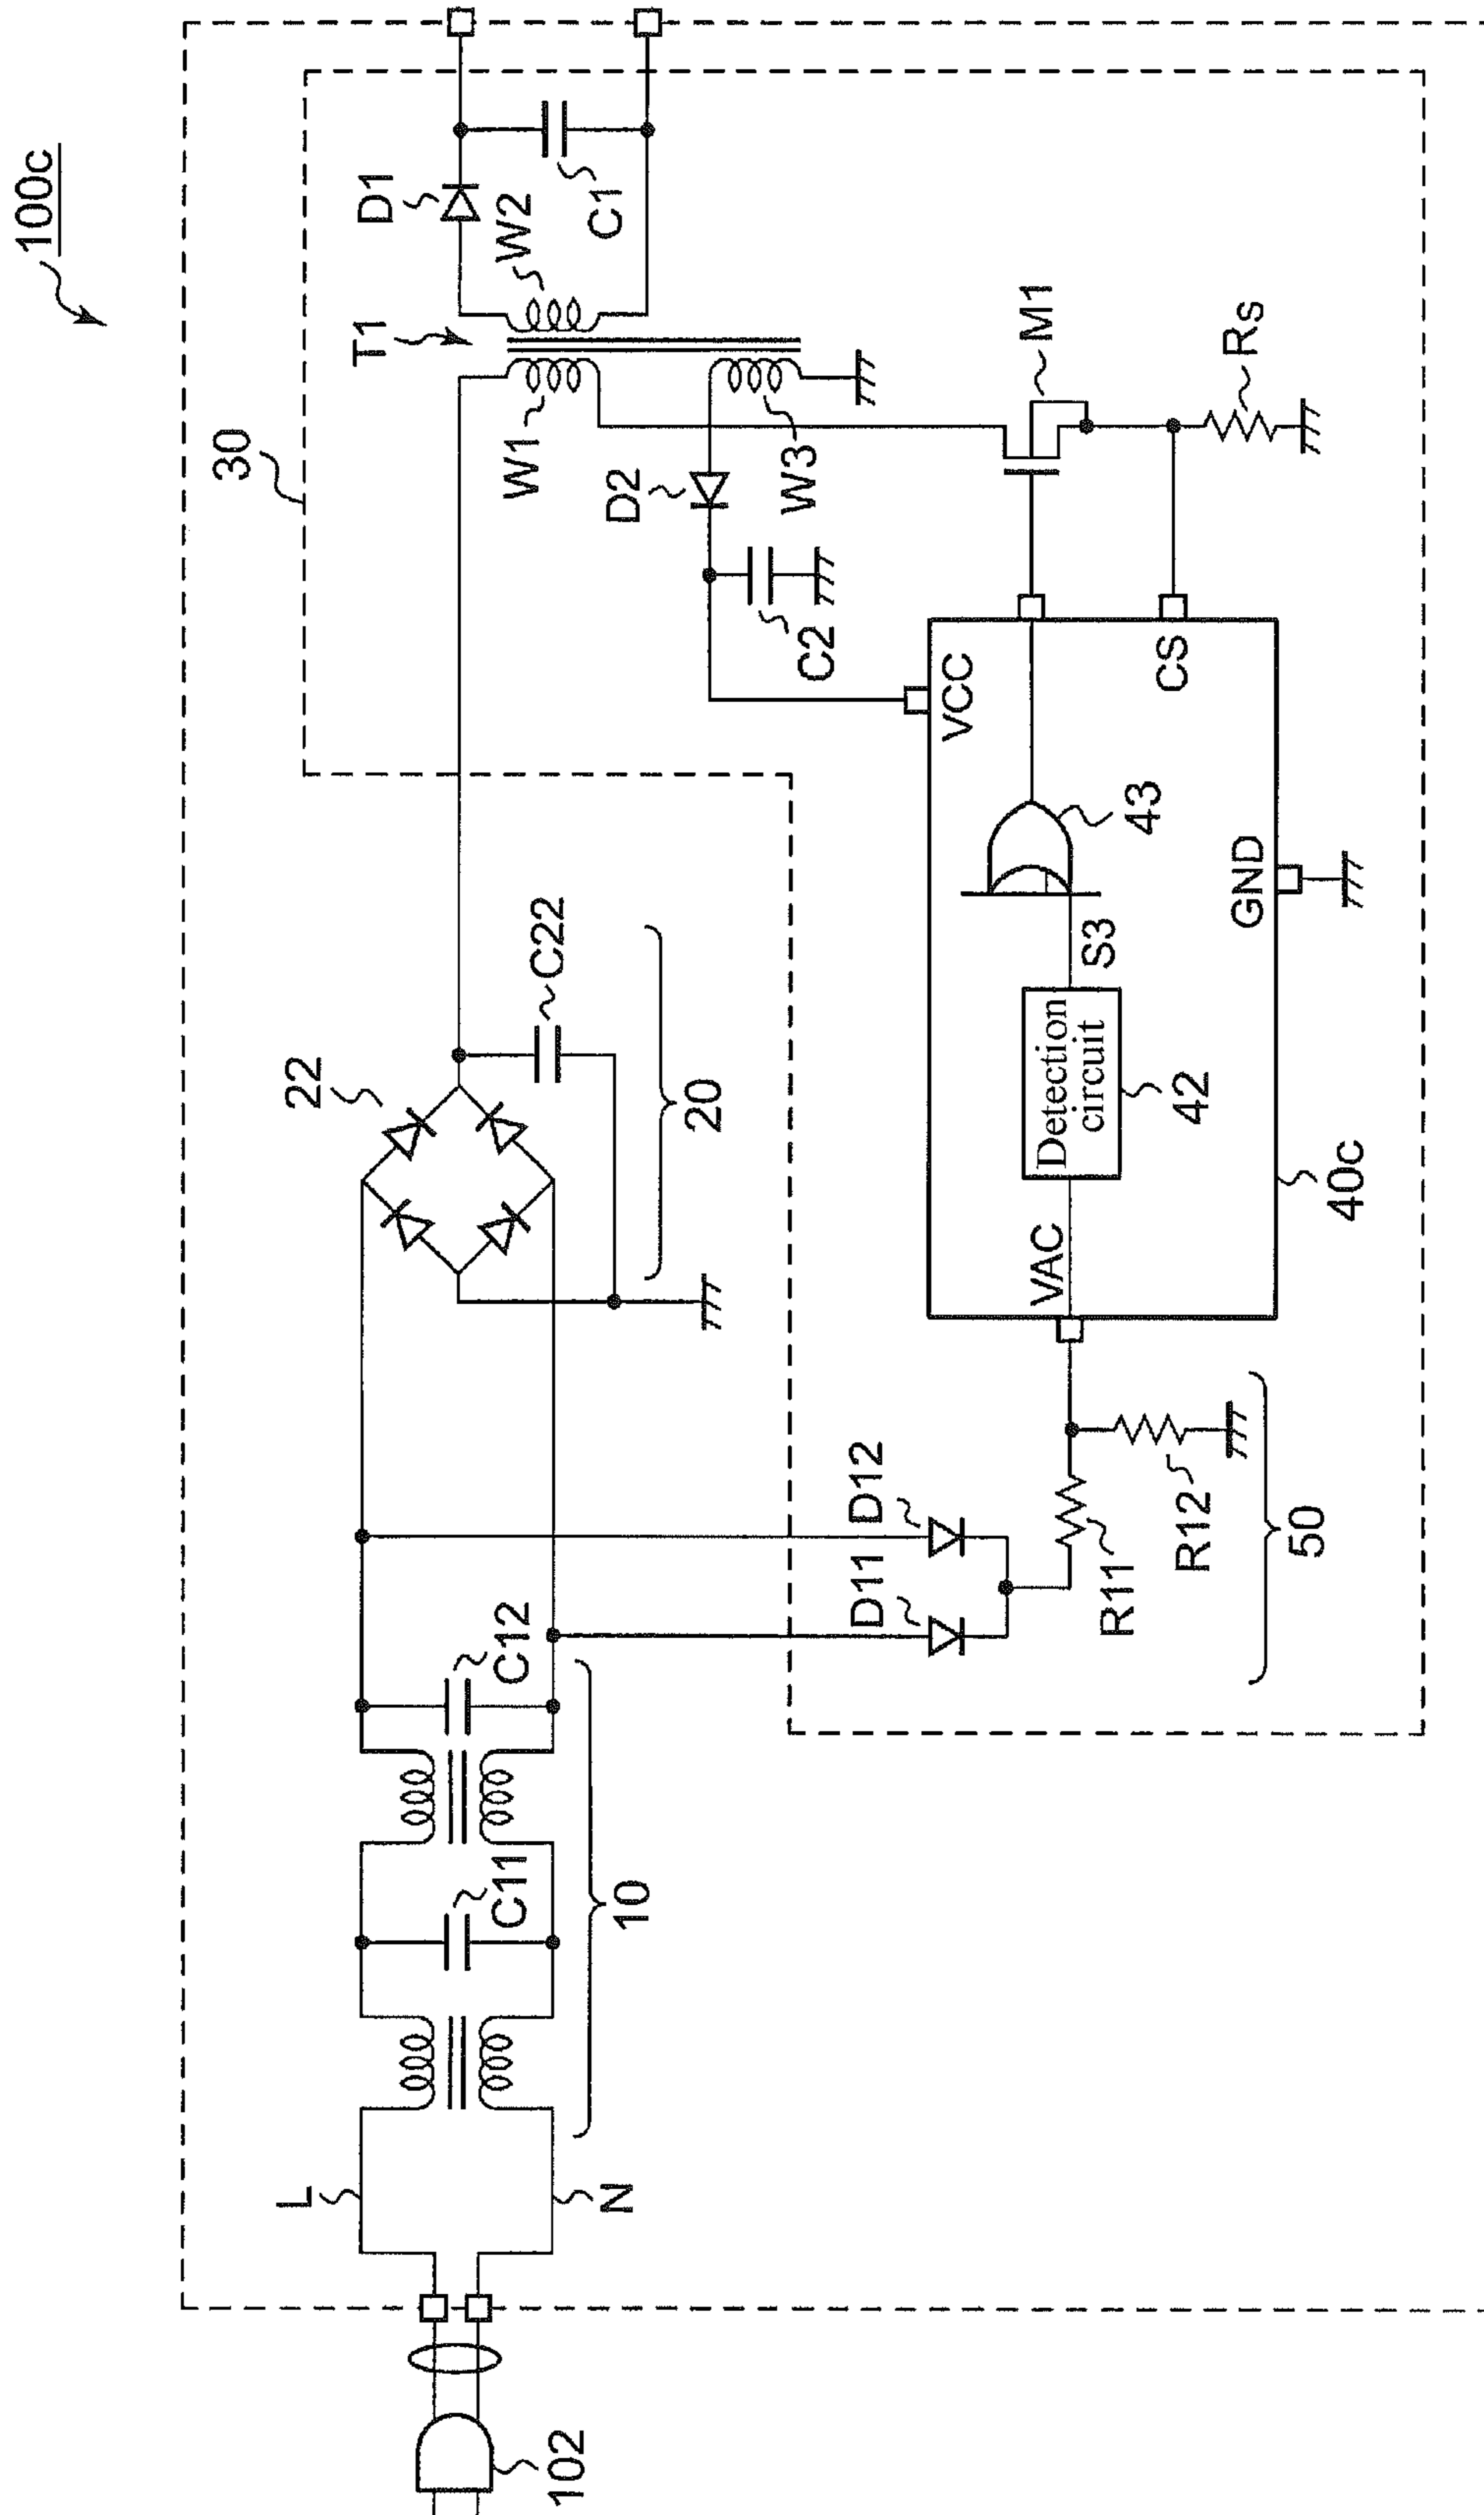 100c
30
T1
D1
W2
C1
W1
D2
W3
C2
M1
Rs
22
C22
20
VCC
CS
43
GND
S3
Detection
circuit
42
VAC
40c
L
N
C11
10
C12
D11
D12
R11
R12
50
102